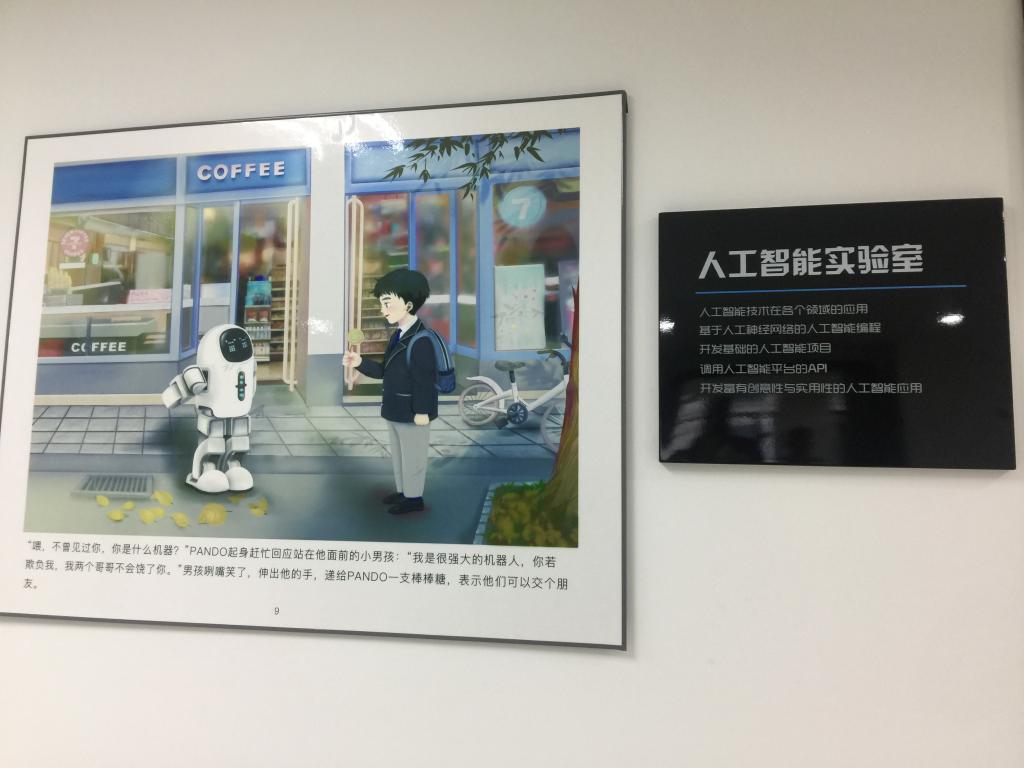 COFFEE
7
COFFEE
“喂，不曾见过你，你是什么机器？”PANDO起身赶忙回应站在他面前的小男孩：“我是很强大的机器人，你若
欺负我，我两个哥哥不会饶了你。”男孩咧嘴笑了，伸出他的手，递给PANDO一支棒棒糖，表示他们可以交个朋
友。
9
人工智能实验室
人工智能技术在各个领域的应用
基于人工神经网络的人工智能编程
开发基础的人工智能项目
调用人工智能平台的API
开发富有创意性与实用性的人工智能应用